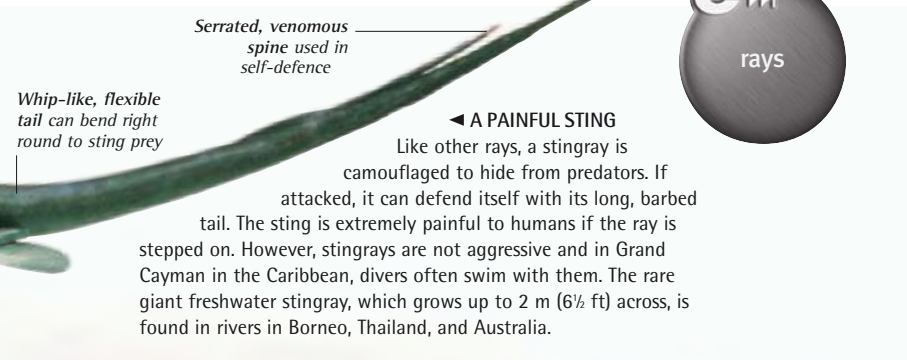 Serrated, venomous
spine used in
self-defence
rays
Whip-like, flexible
tail can bend right
round to sting prey
◄ A PAINFUL STING
Like other rays, a stingray is
camouflaged to hide from predators. If
attacked, it can defend itself with its long, barbed
tail. The sting is extremely painful to humans if the ray is
stepped on. However, stingrays are not aggressive and in Grand
Cayman in the Caribbean, divers often swim with them. The rare
giant freshwater stingray, which grows up to 2 m (6½ ft) across, is
found in rivers in Borneo, Thailand, and Australia.